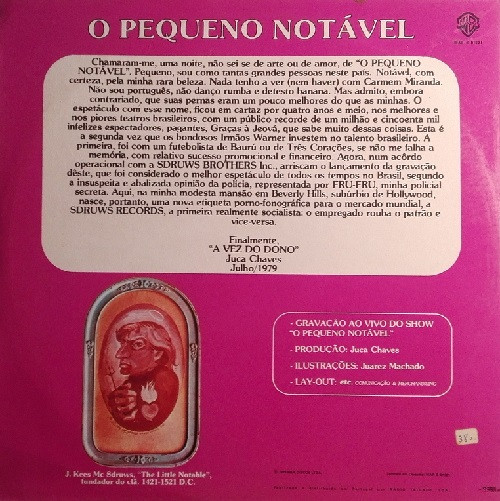 O PEQUENO NOTÁVEL
Chamaram-me, uma noite, não sei se de arte ou de amor, de "O PEQUENO
NOTÁVEL". Pequeno, sou como tantas grandes pessoas neste país. Notável, com
certeza, pela minha rara beleza. Nada tenho a ver (nem haver) com Carmem Miranda.
Não sou português, não danço rumba e detesto banana. Mas admito, embora
contrariado, que suas pernas eram um pouco melhores do que as minhas. O
espetáculo com esse nome, ficou em cartaz por quatro anos e meio, nos melhores e
nos piores teatros brasileiros, com um público recorde de um milhão e cincoenta mil
infelizes espectadores, pagantes, Graças à Jeová, que sabe muito dessas coisas. Esta é
a segunda vez que os bundosos Irmãos Warner investem no talento brasileiro. A
primeira, foi com um futebolista de Baurú ou de Três Corações, se não me falha a
memória, com relativo sucesso promocional e financeiro. Agora, num acôrdo
operacional com a SDRUWS BROTHERS Inc., arriscam o lançamento da gravação
dêste, que foi considerado o melhor espetáculo de todos os tempos no Brasil, segundo
a insuspeita e abalizada opinião da polícia, representada por FRU-FRU, minha policial
secreta. Aqui, na minha modesta mansão em Beverly Hills, subúrbio de Hollywood,
nasce, portanto, uma nova etiqueta porno-fonográfica para o mercado mundial, a
SDRUWS RECORDS, a primeira realmente socialista: o empregado rouba o patrão e
vice-versa.
Finalmente,
"A VEZ DO DONO"
Juca Chaves
Julho/1979
- GRAVAÇÃO AO VIVO DO SHOW
"O PEQUENO NOTÁVEL"
- PRODUÇÃO: Juca Chaves
- ILUSTRAÇÕES: Juarez Machado
- LAY-OUT: etc. COMUNICAÇÃO & MERCHANDISING
38,-
J. Kees Mc Sdruws, "The Little Notable",
fundador do clã. 1421-1521 D.C.